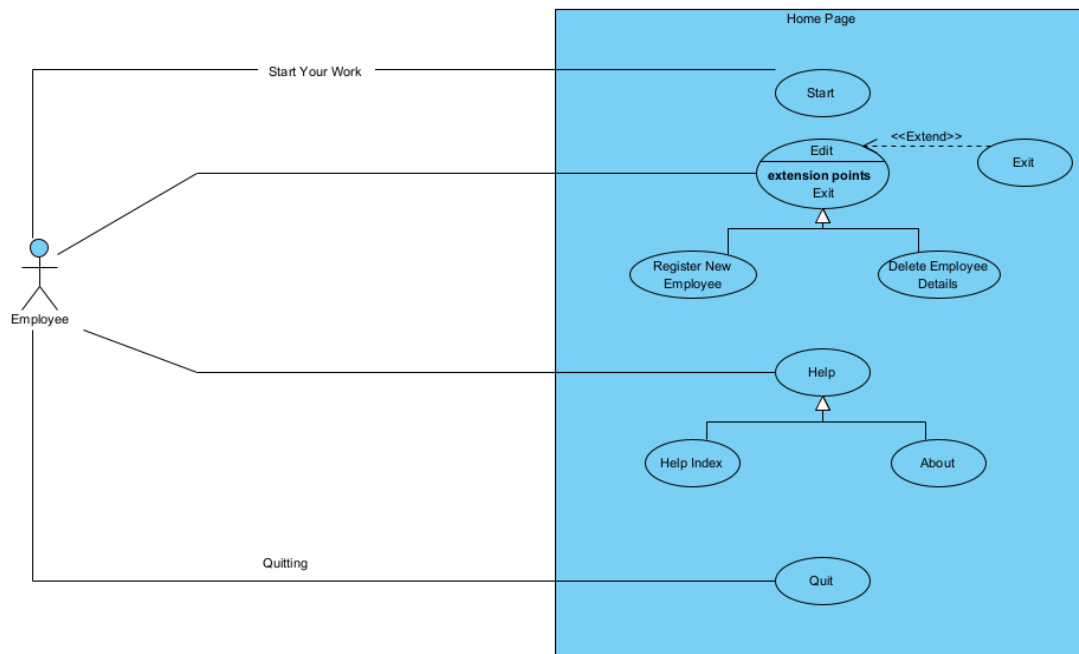 Home Page
Start Your Work
Start
<<Extend>>
Edit
extension points
Exit
Exit
Register New
Employee
Delete Employee
Details
Employee
Help
Help Index
About
Quitting
Quit